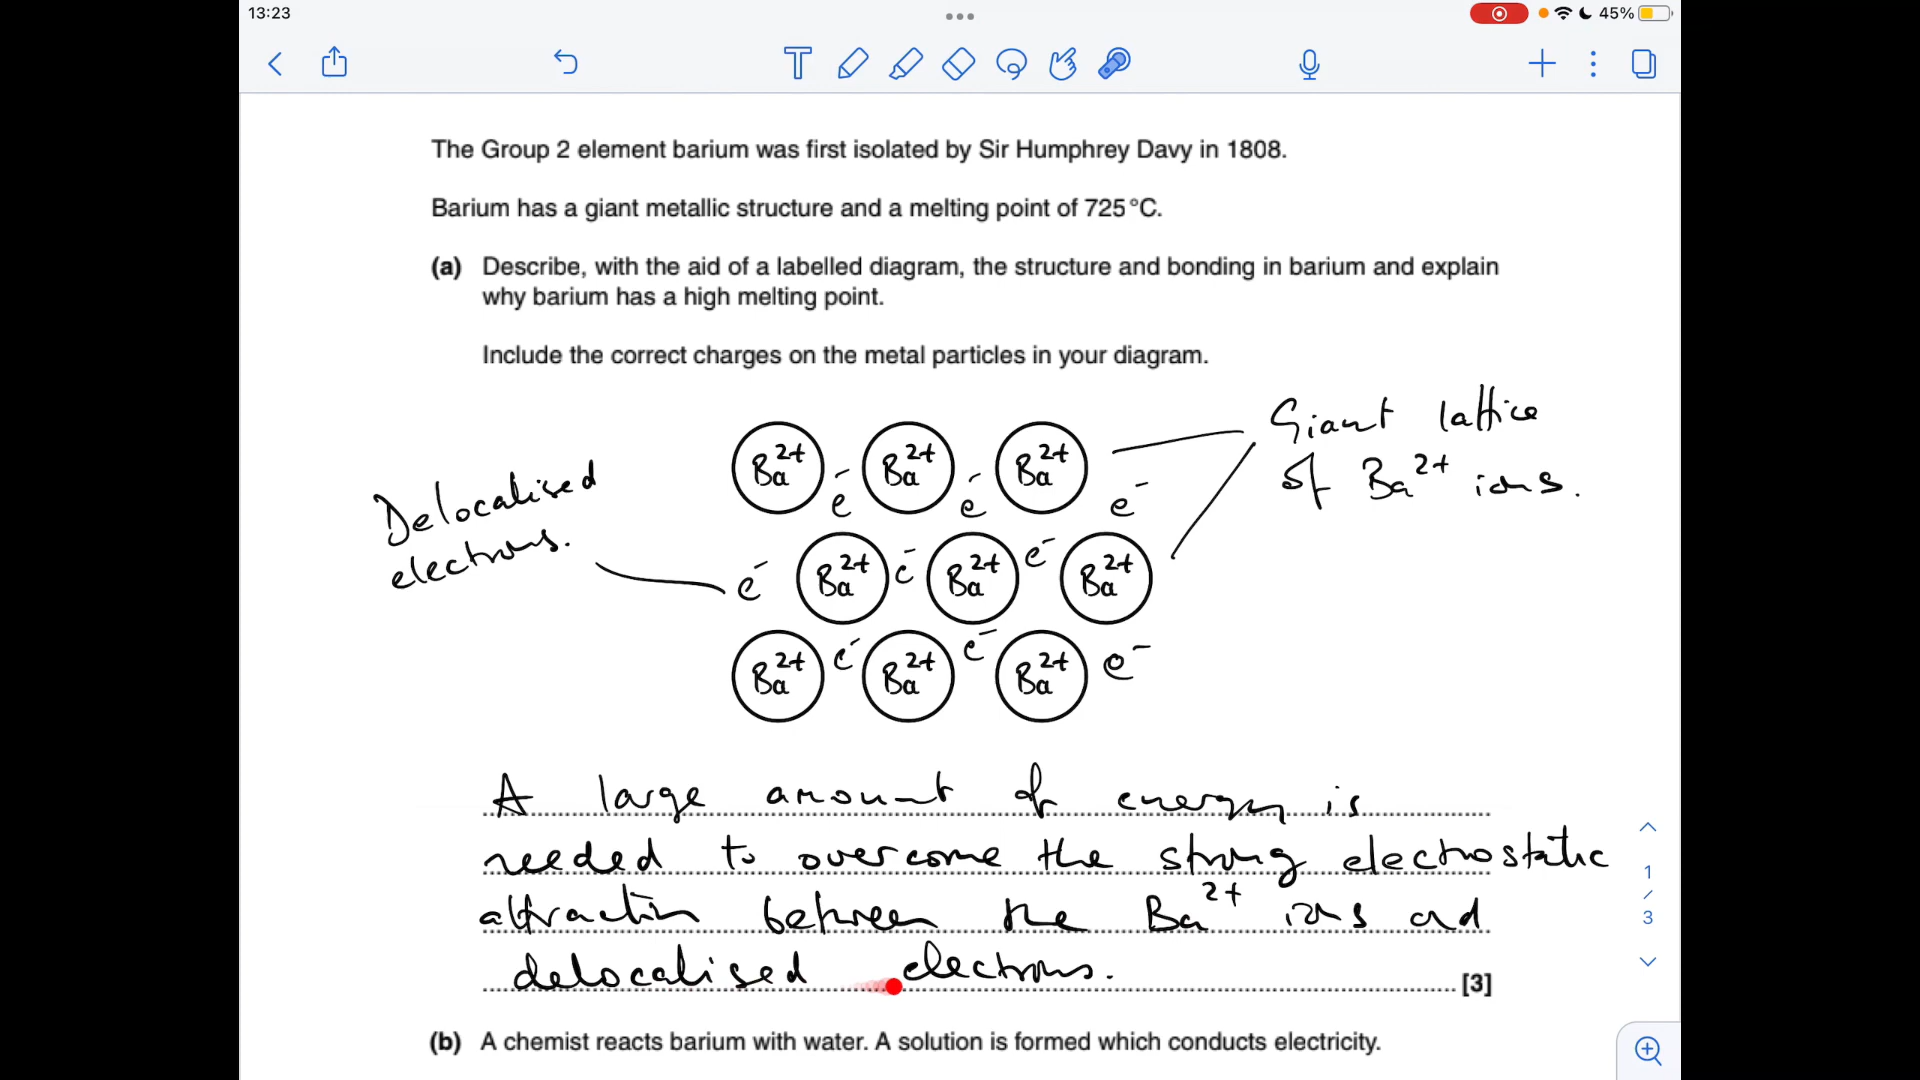 13:23
45%
The Group 2 element barium was first isolated by Sir Humphrey Davy in 1808.
Barium has a giant metallic structure and a melting point of 725°C.
(a) Describe, with the aid of a labelled diagram, the structure and bonding in barium and explain
why barium has a high melting point.
Include the correct charges on the metal particles in your diagram.
Giant lattice
of Ba²⁺ ions.
Delocalised
electrons.
Ba²⁺ Ba²⁺ Ba²⁺
e⁻ e⁻ e⁻
e⁻ Ba²⁺ e⁻ Ba²⁺ e⁻ Ba²⁺
Ba²⁺ e⁻ Ba²⁺ e⁻ Ba²⁺ e⁻
A large amount of energy is
needed to overcome the strong electrostatic
attraction between the Ba²⁺ ions and
delocalised electrons.
[3]
1
/
3
(b) A chemist reacts barium with water. A solution is formed which conducts electricity.